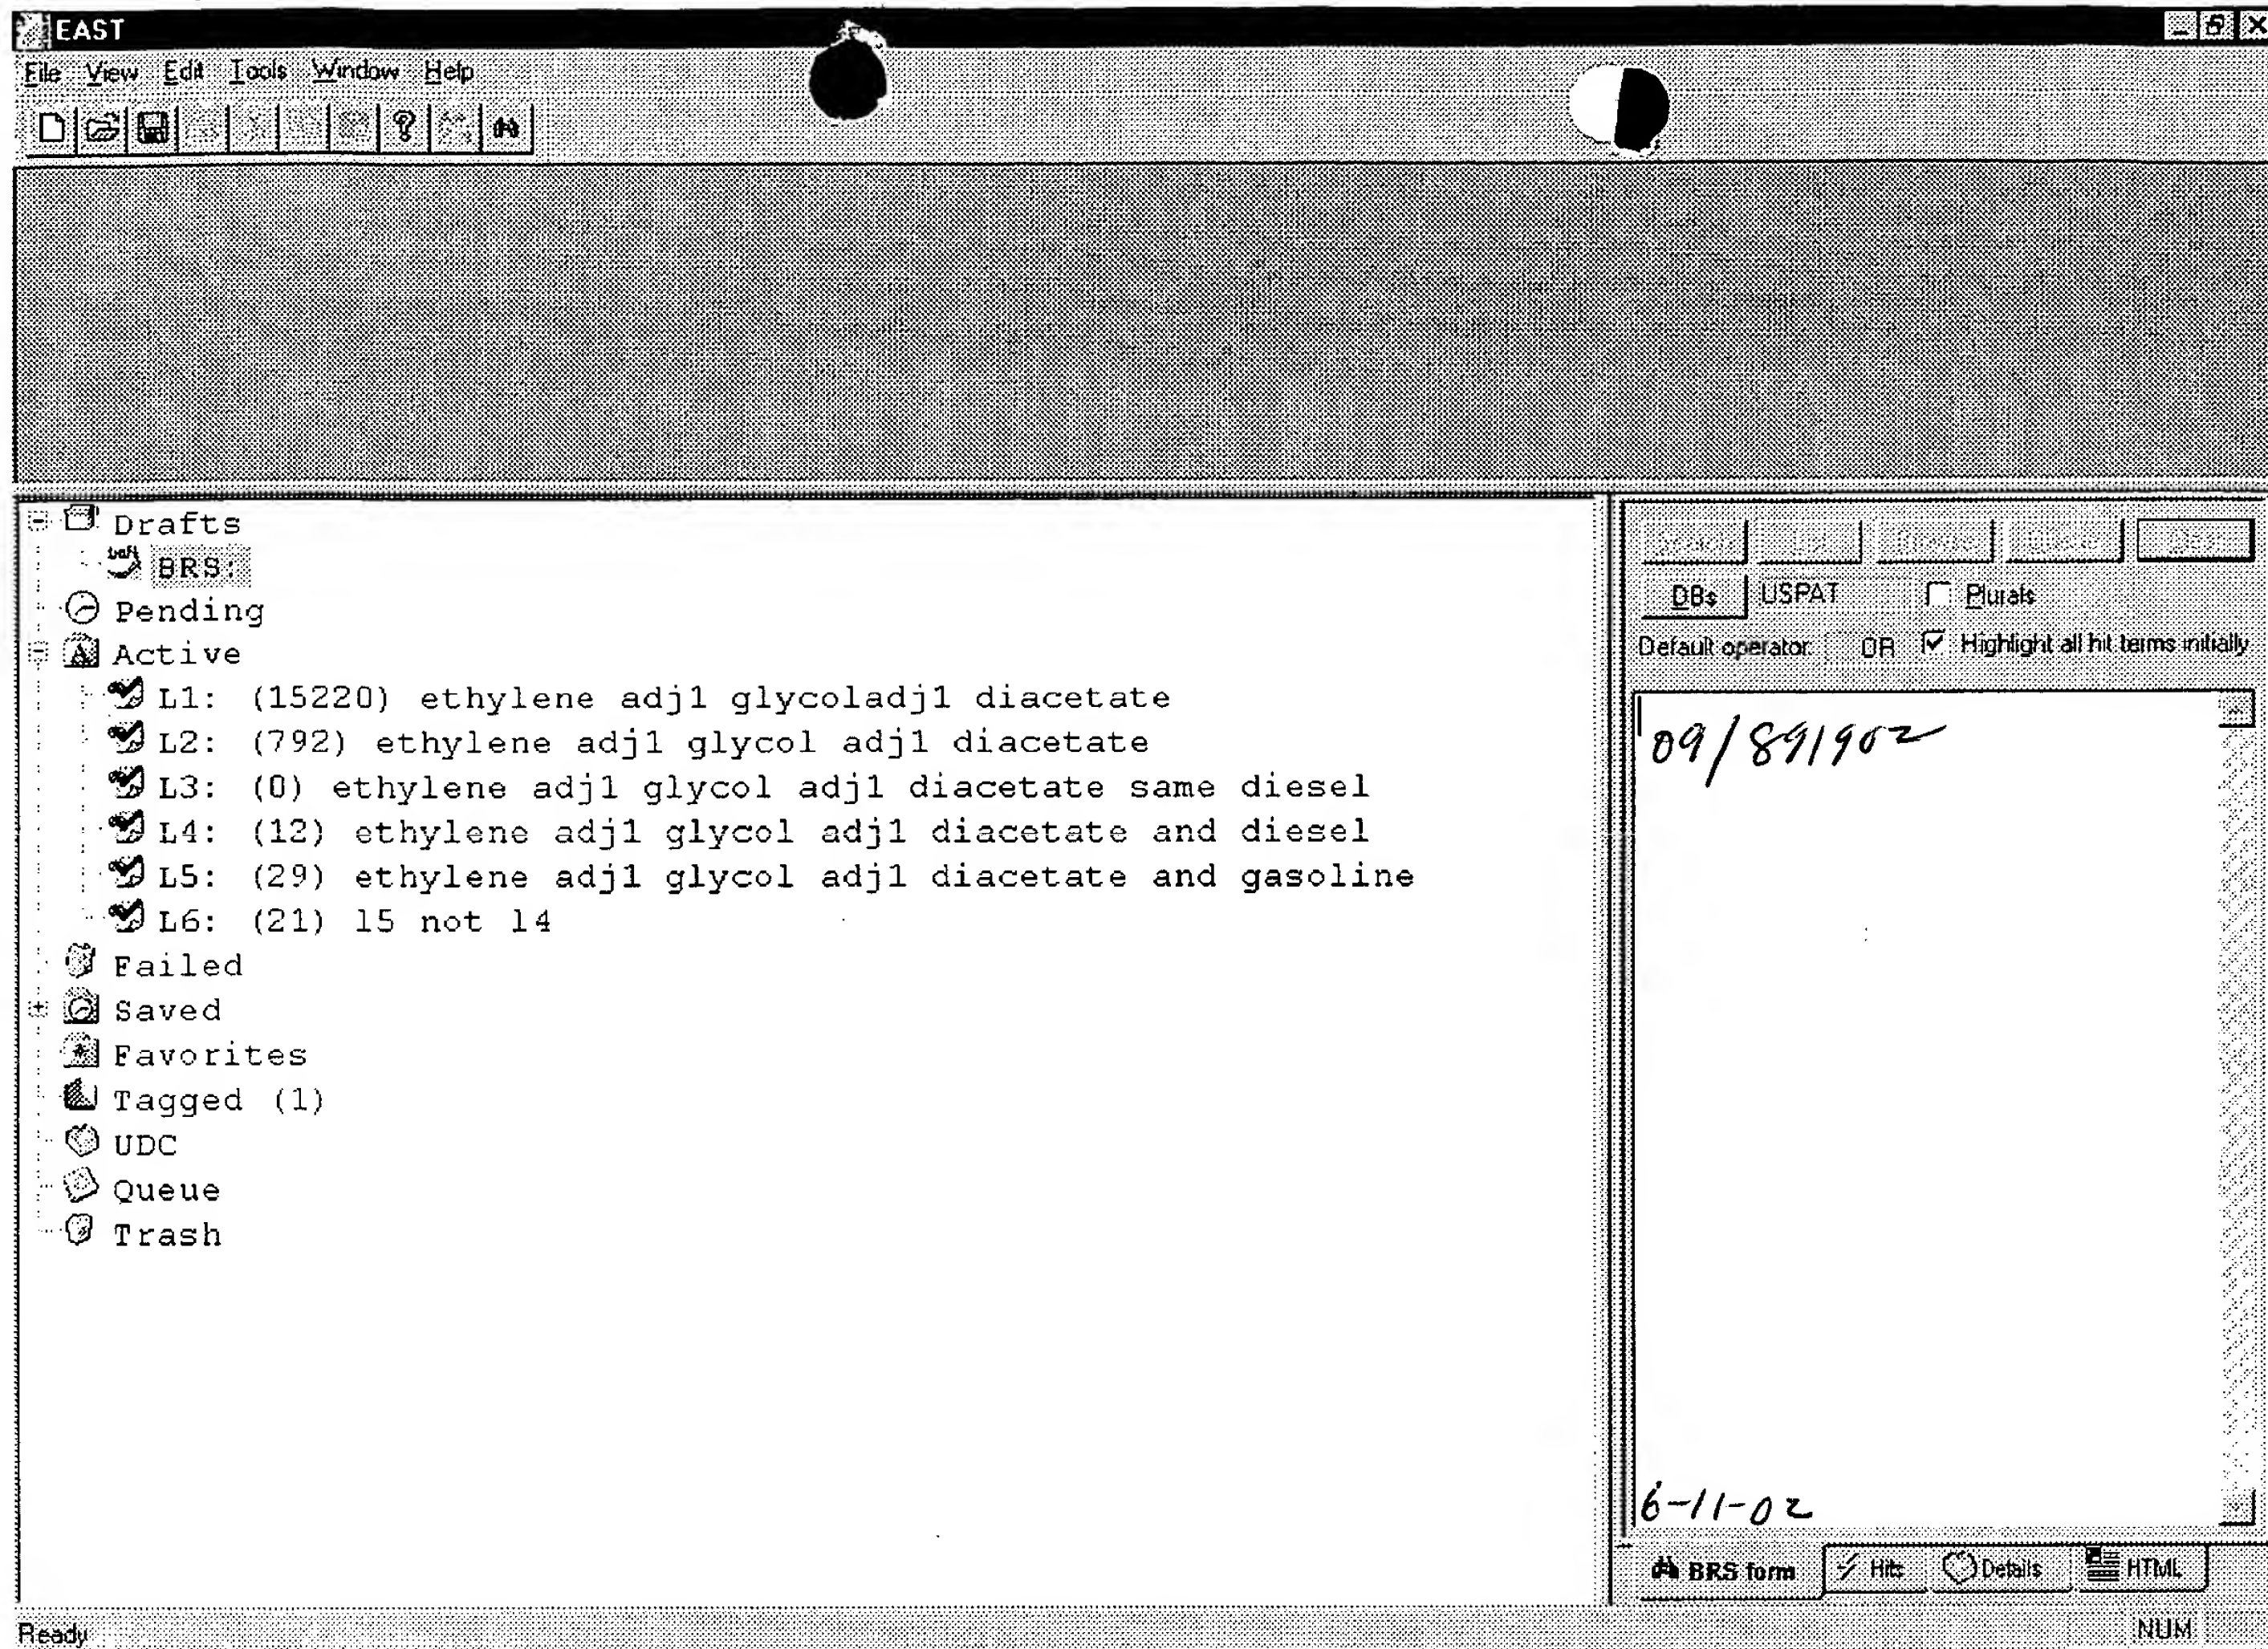 EAST
File View Edit Tools Window Help
Drafts
BRS:
Pending
Active
L1: (15220) ethylene adj1 glycoladj1 diacetate
L2: (792) ethylene adj1 glycol adj1 diacetate
L3: (0) ethylene adj1 glycol adj1 diacetate same diesel
L4: (12) ethylene adj1 glycol adj1 diacetate and diesel
L5: (29) ethylene adj1 glycol adj1 diacetate and gasoline
L6: (21) l5 not l4
Failed
Saved
Favorites
Tagged (1)
UDC
Queue
Trash
DBs USPAT Plurals
Default operator: OR Highlight all hit terms initially
09/891902
6-11-02
BRS form Hits Details HTML
Ready NUM